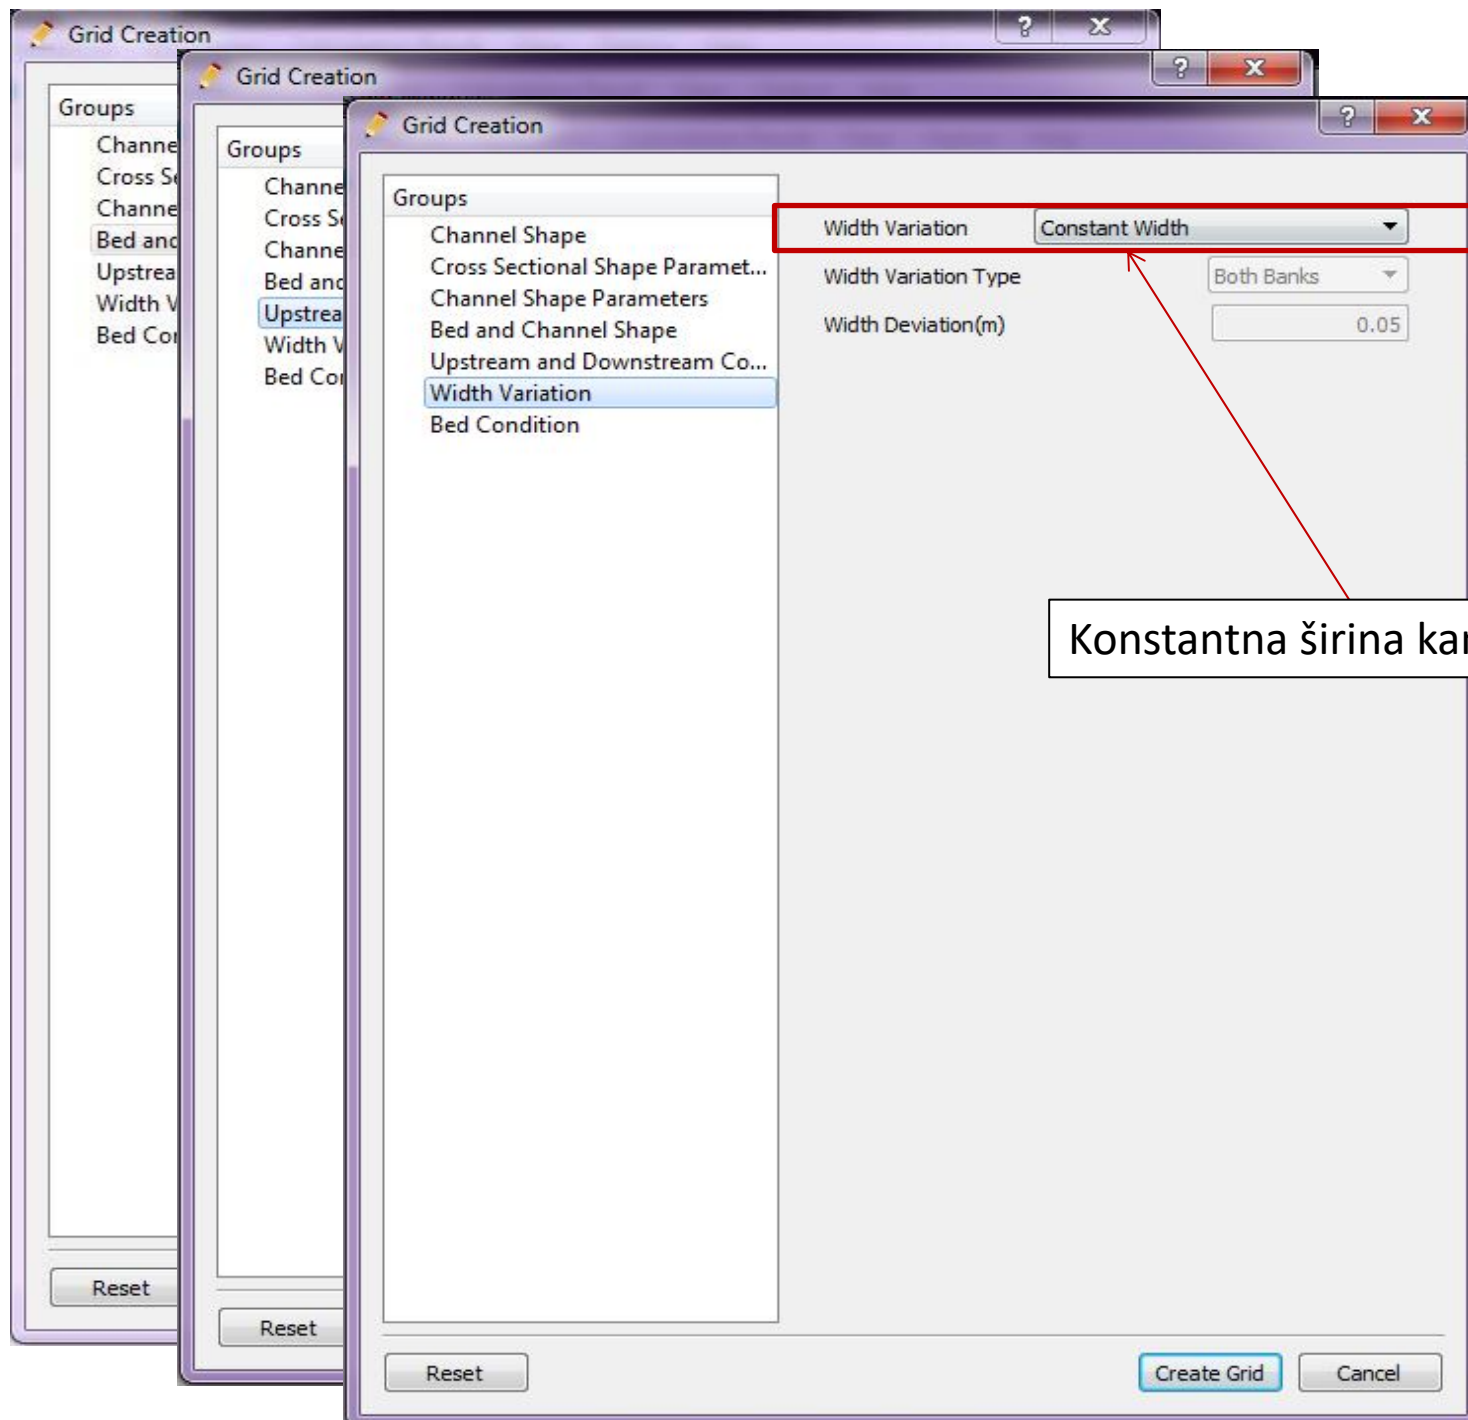 Grid Creation
Groups
Reset
Grid Creation
Groups
Reset
Grid Creation
Groups
Channel Shape
Cross Sectional Shape Paramet...
Channel Shape Parameters
Bed and Channel Shape
Upstream and Downstream Co...
Width Variation
Bed Condition
Width Variation Constant Width
Width Variation Type Both Banks
Width Deviation(m) 0.05
Konstantna širina
Reset Create Grid Cancel